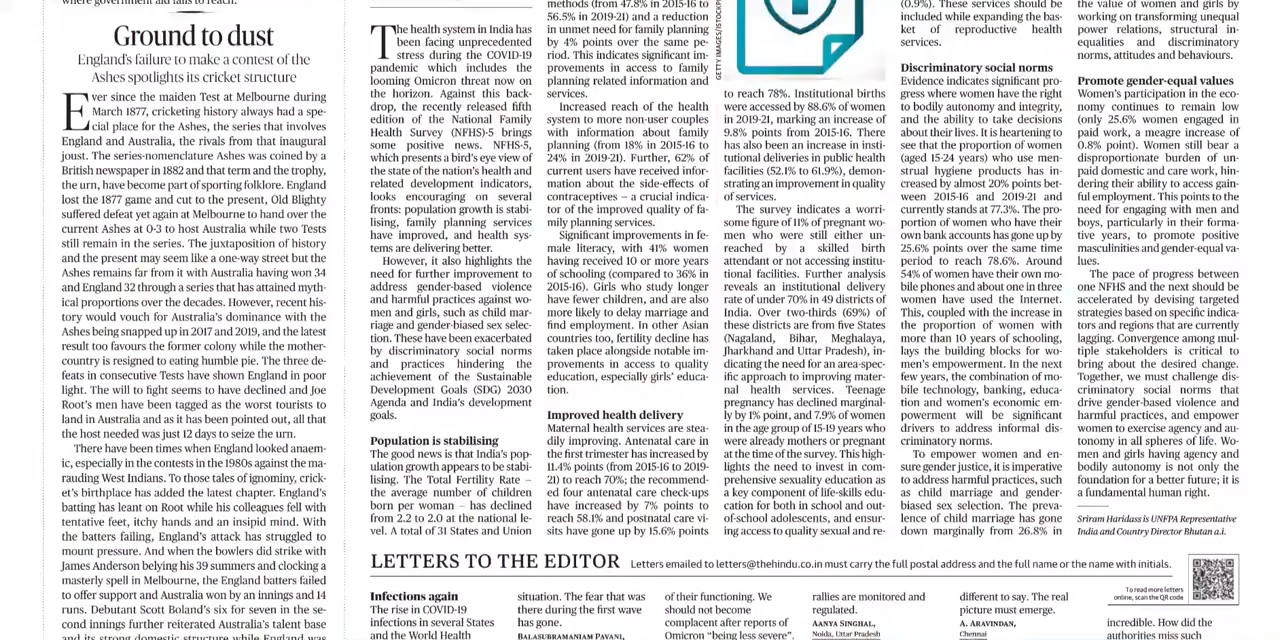 where government aid fails to reach.
Ground to dust
England's failure to make a contest of the
Ashes spotlights its cricket structure
Ever since the maiden Test at Melbourne during
March 1877, cricketing history always had a spe-
cial place for the Ashes, the series that involves
England and Australia, the rivals from that inaugural
joust. The series-nomenclature Ashes was coined by a
British newspaper in 1882 and that term and the trophy,
the urn, have become part of sporting folklore. England
lost the 1877 game and cut to the present, Old Blighty
suffered defeat yet again at Melbourne to hand over the
current Ashes at 0-3 to host Australia while two Tests
still remain in the series. The juxtaposition of history
and the present may seem like a one-way street but the
Ashes remains far from it with Australia having won 34
and England 32 through a series that has attained myth-
ical proportions over the decades. However, recent his-
tory would vouch for Australia's dominance with the
Ashes being snapped up in 2017 and 2019, and the latest
result too favours the former colony while the mother-
country is resigned to eating humble pie. The three de-
feats in consecutive Tests have shown England in poor
light. The will to fight seems to have declined and Joe
Root's men have been tagged as the worst tourists to
land in Australia and as it has been pointed out, all that
the host needed was just 12 days to seize the urn.
There have been times when England looked anaem-
ic, especially in the contests in the 1980s against the ma-
rauding West Indians. To those tales of ignominy, crick-
et's birthplace has added the latest chapter. England's
batting has leant on Root while his colleagues fell with
tentative feet, itchy hands and an insipid mind. With
the batters failing, England's attack has struggled to
mount pressure. And when the bowlers did strike with
James Anderson belying his 39 summers and clocking a
masterly spell in Melbourne, the England batters failed
to offer support and Australia won by an innings and 14
runs. Debutant Scott Boland's six for seven in the se-
cond innings further reiterated Australia's talent base
and its strong domestic structure while England was
The health system in India has
been facing unprecedented
stress during the COVID-19
pandemic which includes the
looming Omicron threat now on
the horizon. Against this back-
drop, the recently released fifth
edition of the National Family
Health Survey (NFHS)-5 brings
some positive news. NFHS-5,
which presents a bird's eye view of
the state of the nation's health and
related development indicators,
looks encouraging on several
fronts: population growth is stabi-
lising, family planning services
have improved, and health sys-
tems are delivering better.
However, it also highlights the
need for further improvement to
address gender-based violence
and harmful practices against wo-
men and girls, such as child mar-
riage and gender-biased sex selec-
tion. These have been exacerbated
by discriminatory social norms
and practices hindering the
achievement of the Sustainable
Development Goals (SDG) 2030
Agenda and India's development
goals.
Population is stabilising
The good news is that India's pop-
ulation growth appears to be stabi-
lising. The Total Fertility Rate –
the average number of children
born per woman – has declined
from 2.2 to 2.0 at the national le-
vel. A total of 31 States and Union
methods (from 47.8% in 2015-16 to
56.5% in 2019-21) and a reduction
in unmet need for family planning
by 4% points over the same pe-
riod. This indicates significant im-
provements in access to family
planning related information and
services.
Increased reach of the health
system to more non-user couples
with information about family
planning (from 18% in 2015-16 to
24% in 2019-21). Further, 62% of
current users have received infor-
mation about the side-effects of
contraceptives – a crucial indica-
tor of the improved quality of fa-
mily planning services.
Significant improvements in fe-
male literacy, with 41% women
having received 10 or more years
of schooling (compared to 36% in
2015-16). Girls who study longer
have fewer children, and are also
more likely to delay marriage and
find employment. In other Asian
countries too, fertility decline has
taken place alongside notable im-
provements in access to quality
education, especially girls' educa-
tion.
Improved health delivery
Maternal health services are stea-
dily improving. Antenatal care in
the first trimester has increased by
11.4% points (from 2015-16 to 2019-
21) to reach 70%; the recommend-
ed four antenatal care check-ups
have increased by 7% points to
reach 58.1% and postnatal care vi-
sits have gone up by 15.6% points
GETTY IMAGES/ISTOCKP
to reach 78%. Institutional births
were accessed by 88.6% of women
in 2019-21, marking an increase of
9.8% points from 2015-16. There
has also been an increase in insti-
tutional deliveries in public health
facilities (52.1% to 61.9%), demon-
strating an improvement in quality
of services.
The survey indicates a worri-
some figure of 11% of pregnant wo-
men who were still either un-
reached by a skilled birth
attendant or not accessing institu-
tional facilities. Further analysis
reveals an institutional delivery
rate of under 70% in 49 districts of
India. Over two-thirds (69%) of
these districts are from five States
(Nagaland, Bihar, Meghalaya,
Jharkhand and Uttar Pradesh), in-
dicating the need for an area-spec-
ific approach to improving mater-
nal health services. Teenage
pregnancy has declined marginal-
ly by 1% point, and 7.9% of women
in the age group of 15-19 years who
were already mothers or pregnant
at the time of the survey. This high-
lights the need to invest in com-
prehensive sexuality education as
a key component of life-skills edu-
cation for both in school and out-
of-school adolescents, and ensur-
ing access to quality sexual and re-
(0.9%). These services should be
included while expanding the bas-
ket of reproductive health
services.
Discriminatory social norms
Evidence indicates significant pro-
gress where women have the right
to bodily autonomy and integrity,
and the ability to take decisions
about their lives. It is heartening to
see that the proportion of women
(aged 15-24 years) who use men-
strual hygiene products has in-
creased by almost 20% points bet-
ween 2015-16 and 2019-21 and
currently stands at 77.3%. The pro-
portion of women who have their
own bank accounts has gone up by
25.6% points over the same time
period to reach 78.6%. Around
54% of women have their own mo-
bile phones and about one in three
women have used the Internet.
This, coupled with the increase in
the proportion of women with
more than 10 years of schooling,
lays the building blocks for wo-
men's empowerment. In the next
few years, the combination of mo-
bile technology, banking, educa-
tion and women's economic em-
powerment will be significant
drivers to address informal dis-
criminatory norms.
To empower women and en-
sure gender justice, it is imperative
to address harmful practices, such
as child marriage and gender-
biased sex selection. The preva-
lence of child marriage has gone
down marginally from 26.8% in
the value of women and girls by
working on transforming unequal
power relations, structural in-
equalities and discriminatory
norms, attitudes and behaviours.
Promote gender-equal values
Women's participation in the eco-
nomy continues to remain low
(only 25.6% women engaged in
paid work, a meagre increase of
0.8% point). Women still bear a
disproportionate burden of un-
paid domestic and care work, hin-
dering their ability to access gain-
ful employment. This points to the
need for engaging with men and
boys, particularly in their forma-
tive years, to promote positive
masculinities and gender-equal va-
lues.
The pace of progress between
one NFHS and the next should be
accelerated by devising targeted
strategies based on specific indica-
tors and regions that are currently
lagging. Convergence among mul-
tiple stakeholders is critical to
bring about the desired change.
Together, we must challenge dis-
criminatory social norms that
drive gender-based violence and
harmful practices, and empower
women to exercise agency and au-
tonomy in all spheres of life. Wo-
men and girls having agency and
bodily autonomy is not only the
foundation for a better future; it is
a fundamental human right.
Sriram Haridass is UNFPA Representative
India and Country Director Bhutan a.i.
LETTERS TO THE EDITOR Letters emailed to letters@thehindu.co.in must carry the full postal address and the full name or the name with initials.
To read more letters
online, scan the QR code
Infections again
The rise in COVID-19
infections in several States
and the World Health
situation. The fear that was
there during the first wave
has gone.
BALASUBRAMANIAM PAVANI,
of their functioning. We
should not become
complacent after reports of
Omicron "being less severe".
rallies are monitored and
regulated.
AANYA SINGHAL,
Noida, Uttar Pradesh
different to say. The real
picture must emerge.
A. ARAVINDAN,
Chennai
incredible. How did the
authorities miss such